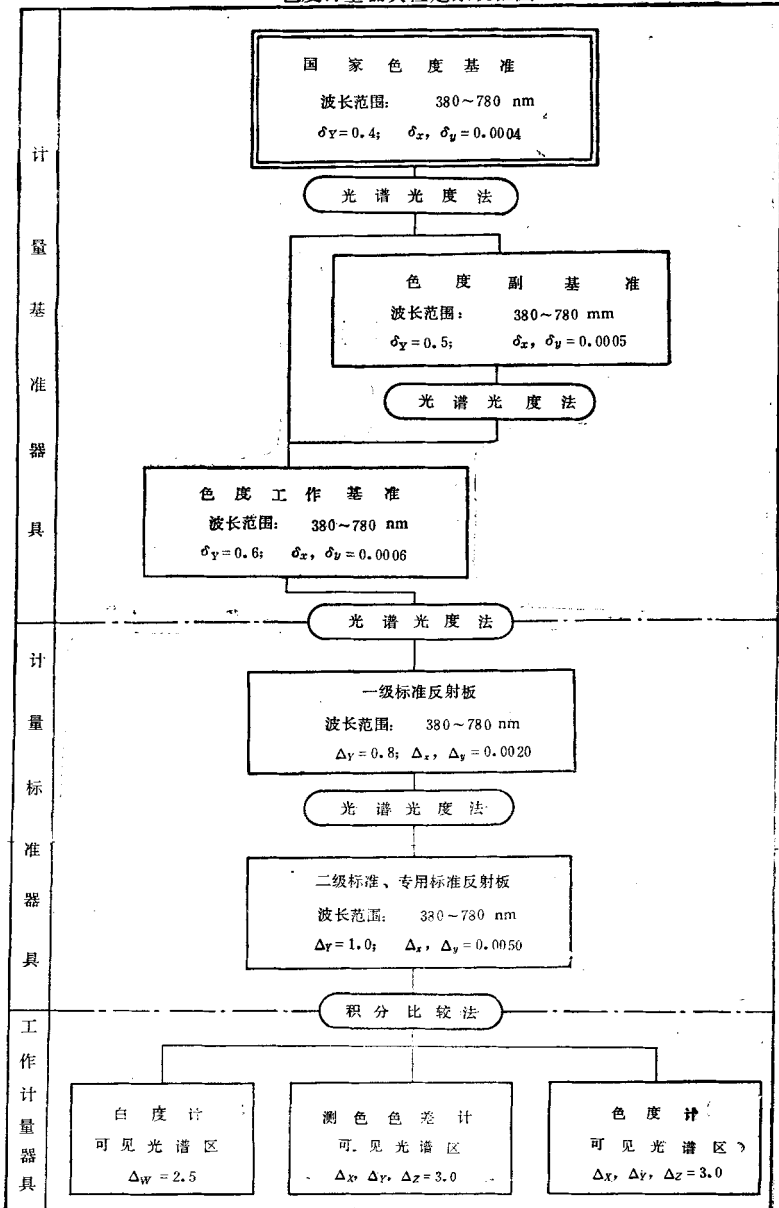 国家色度基准
波长范围： 380~780 nm
δY=0.4; δx, δy=0.0004
光谱光度法
色度副基准
波长范围： 380~780 mm
δY=0.5; δx, δy=0.0005
光谱光度法
色度工作基准
波长范围： 380~780 nm
δY=0.6; δx, δy=0.0006
光谱光度法
一级标准反射板
波长范围： 380~780 nm
ΔY=0.8; Δx, Δy=0.0020
光谱光度法
二级标准、专用标准反射板
波长范围： 380~780 nm
ΔY=1.0; Δx, Δy=0.0050
积分比较法
白度计
可见光谱区
ΔW=2.5
测色色差计
可见光谱区
ΔX, ΔY, ΔZ=3.0
色度计
可见光谱区
ΔX, ΔY, ΔZ=3.0
计量基准器具
计量标准器具
工作计量器具